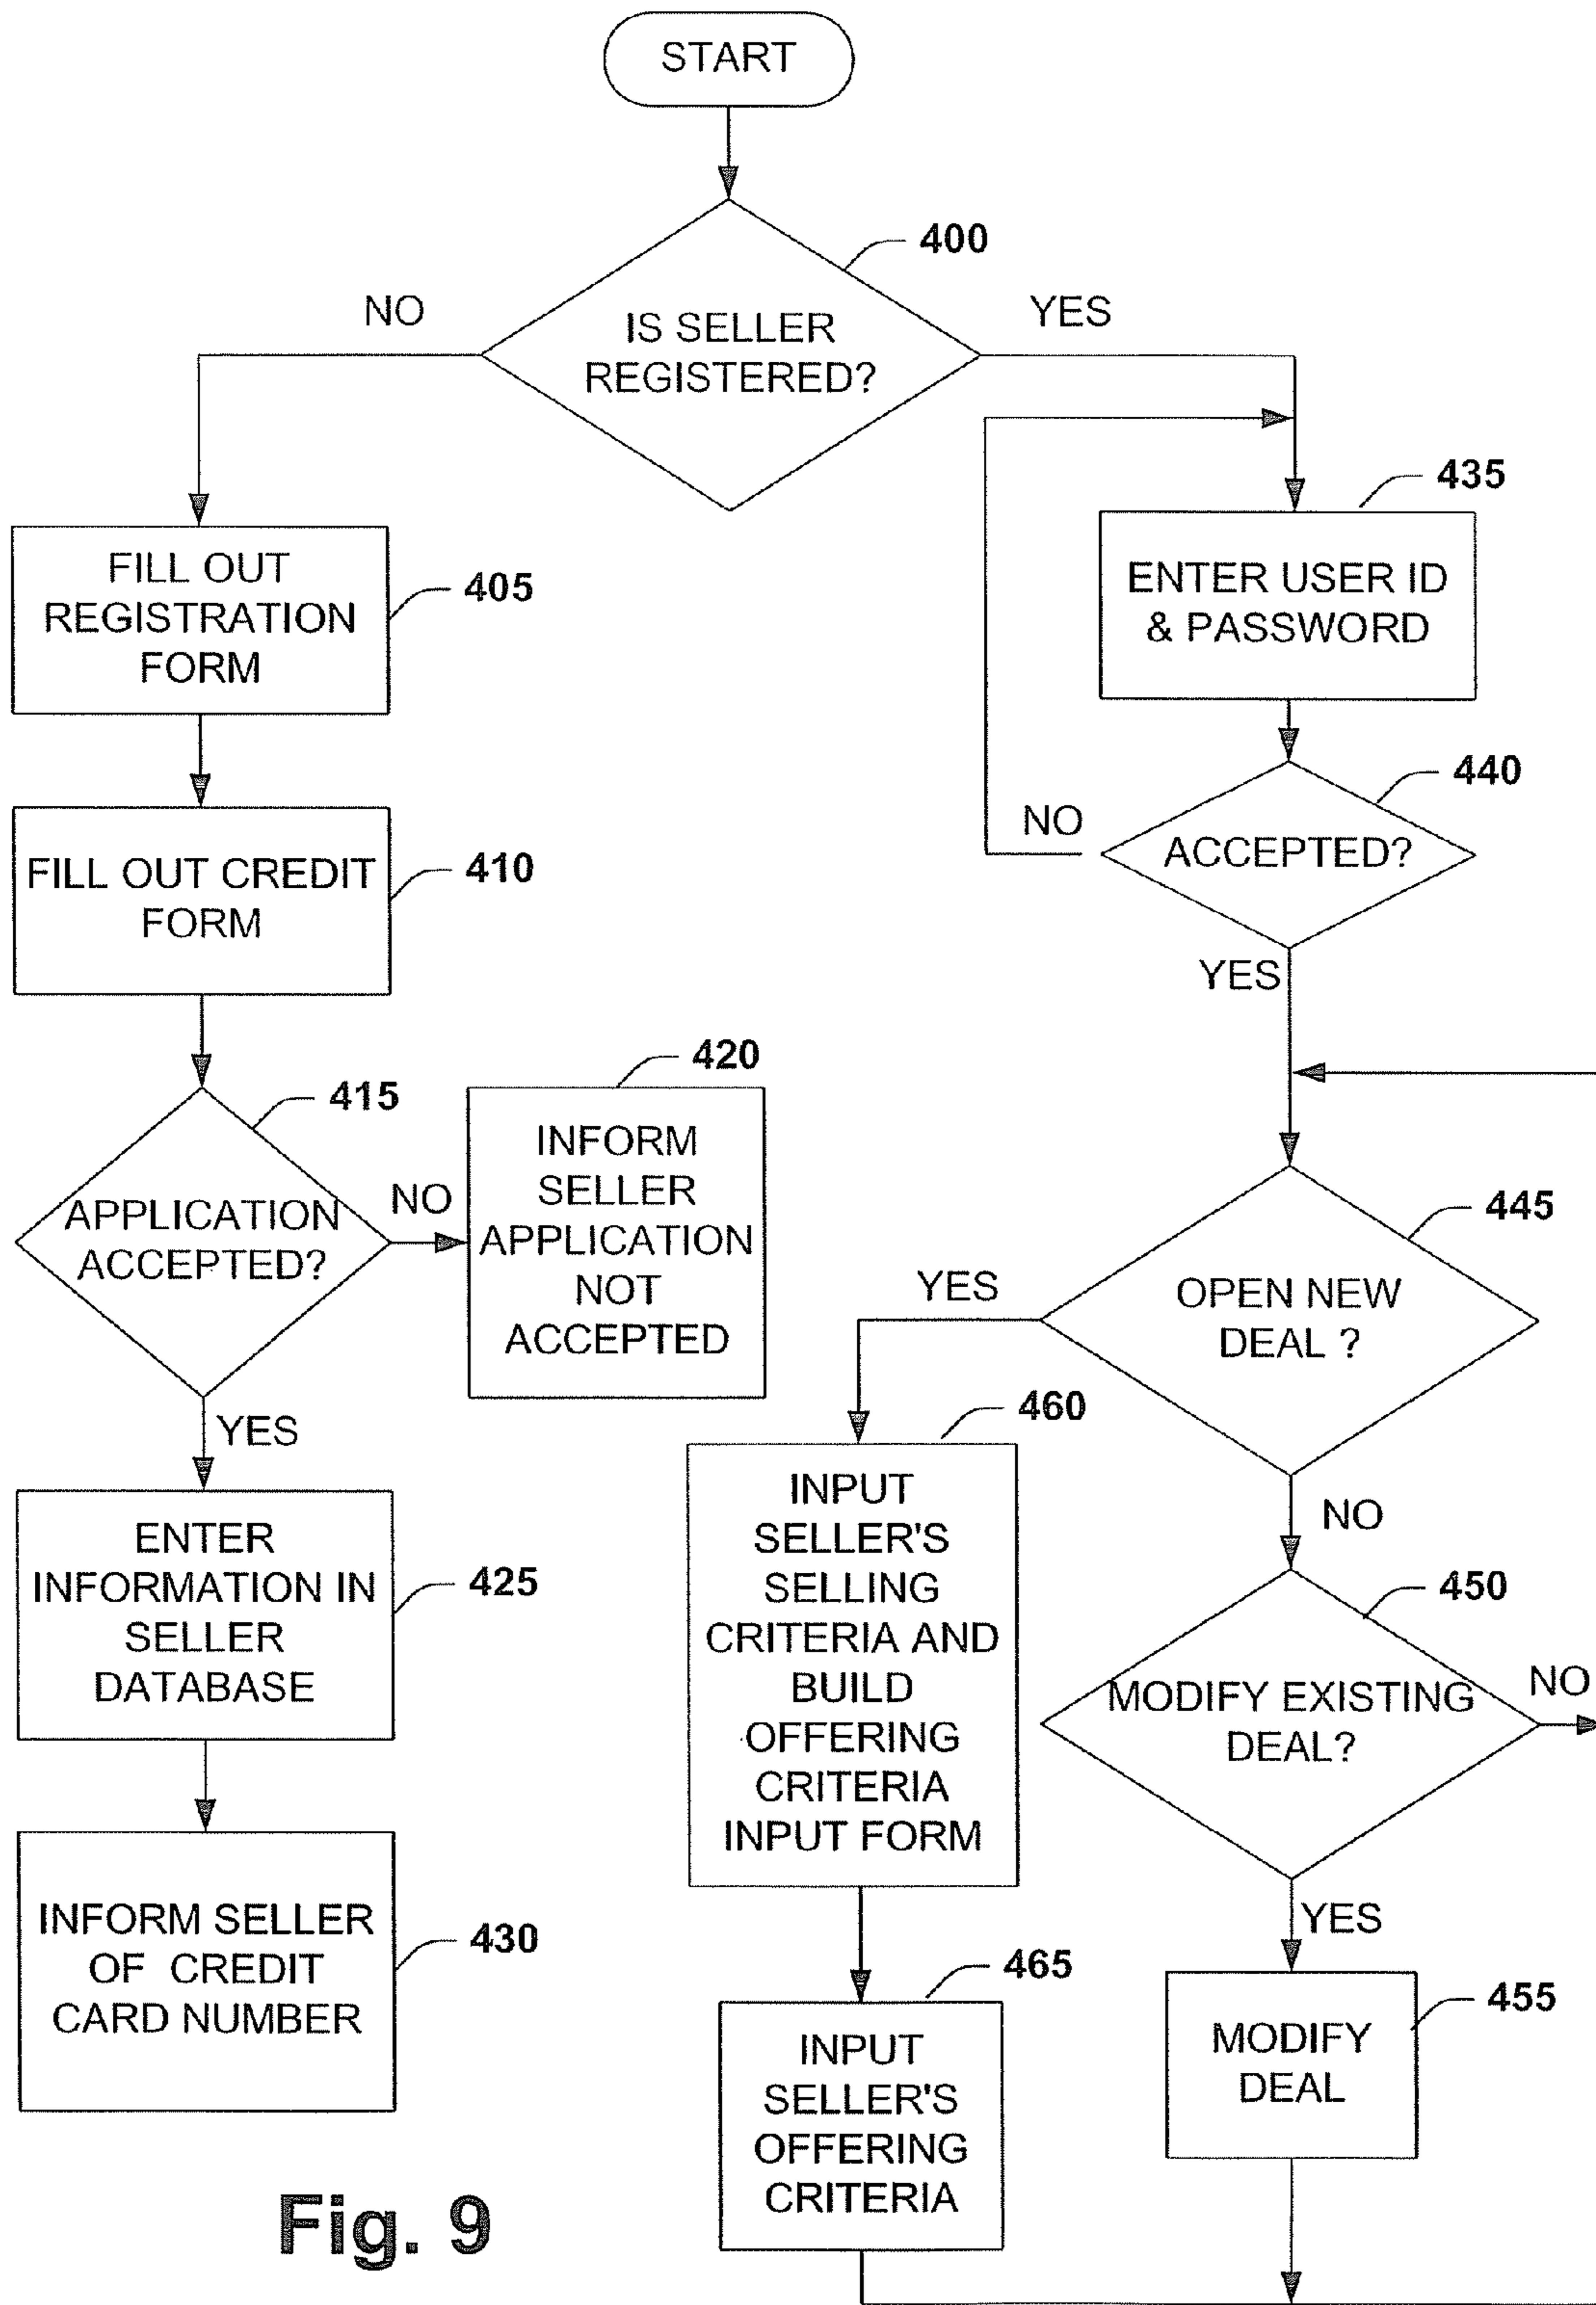 START
400
IS SELLER
REGISTERED?
NO
YES
FILL OUT
REGISTRATION
FORM
405
435
ENTER USER ID
& PASSWORD
FILL OUT CREDIT
FORM
410
440
ACCEPTED?
NO
YES
415
APPLICATION
ACCEPTED?
NO
YES
420
INFORM
SELLER
APPLICATION
NOT
ACCEPTED
445
OPEN NEW
DEAL ?
YES
NO
ENTER
INFORMATION IN
SELLER
DATABASE
425
460
INPUT
SELLER'S
SELLING
CRITERIA AND
BUILD
OFFERING
CRITERIA
INPUT FORM
450
MODIFY EXISTING
DEAL?
NO
YES
INFORM SELLER
OF CREDIT
CARD NUMBER
430
465
INPUT
SELLER'S
OFFERING
CRITERIA
455
MODIFY
DEAL
Fig. 9